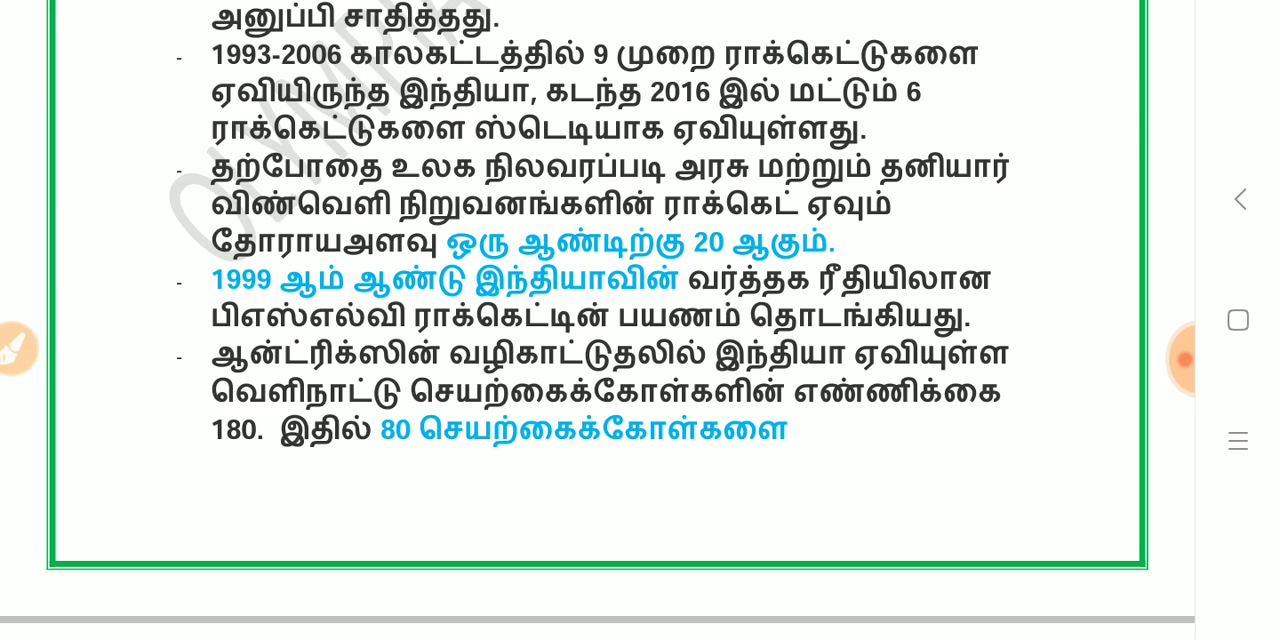 அனுப்பி சாதித்தது.
- 1993-2006 காலகட்டத்தில் 9 முறை ராக்கெட்டுகளை
ஏவியிருந்த இந்தியா, கடந்த 2016 இல் மட்டும் 6
ராக்கெட்டுகளை ஸ்டெடியாக ஏவியுள்ளது.
- தற்போதை உலக நிலவரப்படி அரசு மற்றும் தனியார்
விண்வெளி நிறுவனங்களின் ராக்கெட் ஏவும்
தோராயஅளவு ஒரு ஆண்டிற்கு 20 ஆகும்.
- 1999 ஆம் ஆண்டு இந்தியாவின் வர்த்தக ரீதியிலான
பிஎஸ்எல்வி ராக்கெட்டின் பயணம் தொடங்கியது.
- ஆன்ட்ரிக்ஸின் வழிகாட்டுதலில் இந்தியா ஏவியுள்ள
வெளிநாட்டு செயற்கைக்கோள்களின் எண்ணிக்கை
180. இதில் 80 செயற்கைக்கோள்களை